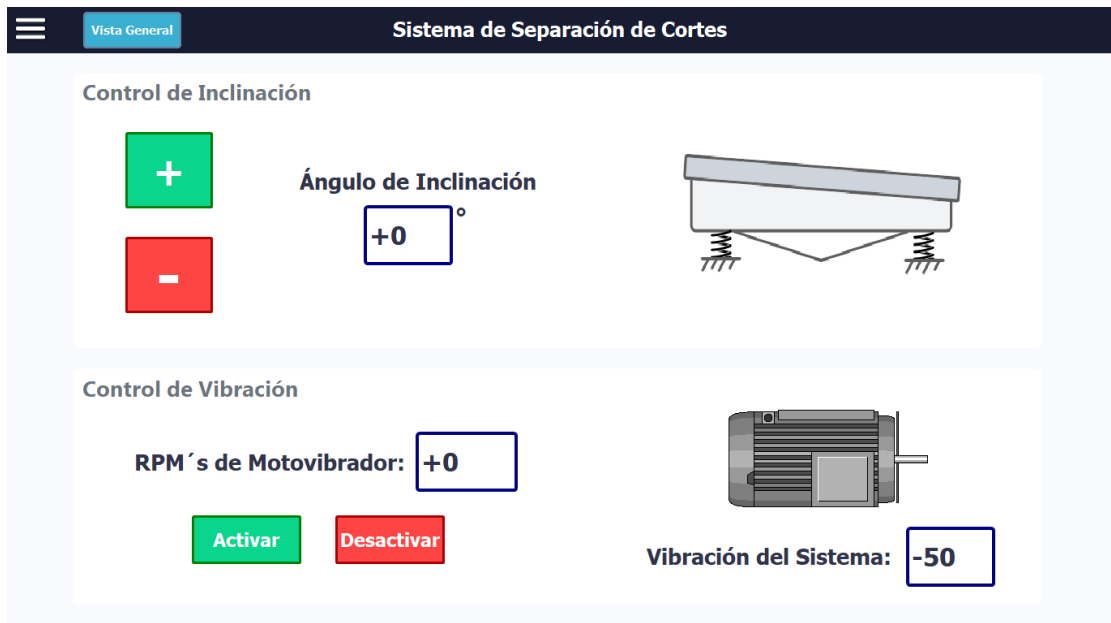 Vista General
Sistema de Separación de Cortes
Control de Inclinación
+
Ángulo de Inclinación
+0 °
-
Control de Vibración
RPM´s de Motovibrador: +0
Activar
Desactivar
Vibración del Sistema: -50